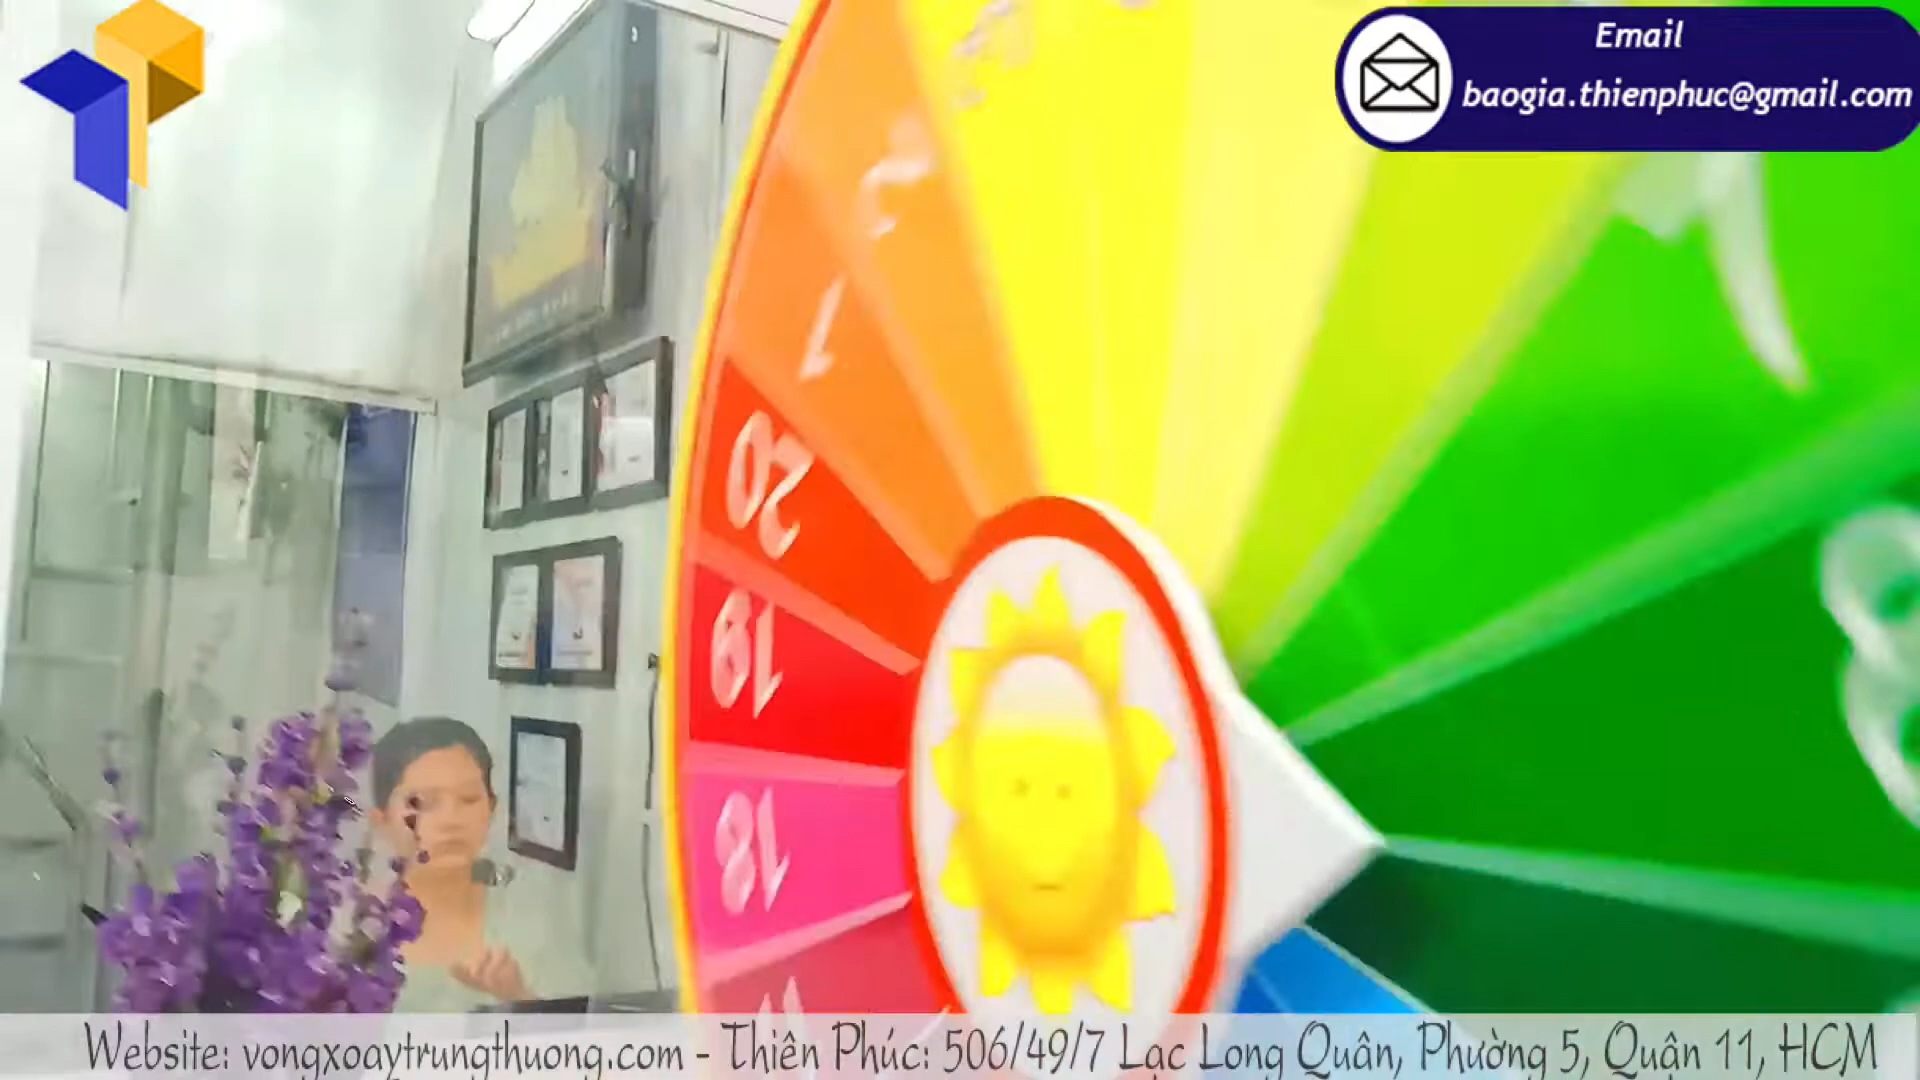 Email
baogia.thienphuc@gmail.com
2
1
20
19
18
Website: vongxoaytrungthuong.com - Thiên Phúc: 506/49/7 Lạc Long Quân, Phường 5, Quận 11, HCM